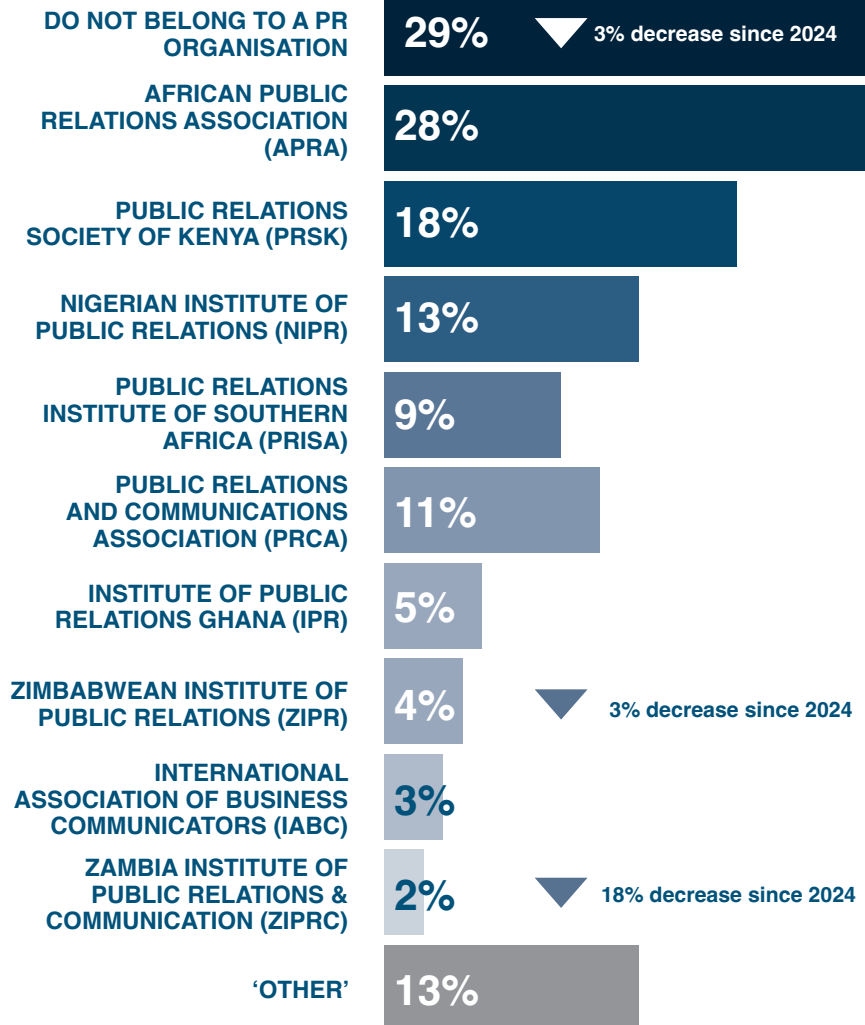 DO NOT BELONG TO A PR
ORGANISATION
29%
3% decrease since 2024
AFRICAN PUBLIC
RELATIONS ASSOCIATION
(APRA)
28%
PUBLIC RELATIONS
SOCIETY OF KENYA (PRSK)
18%
NIGERIAN INSTITUTE OF
PUBLIC RELATIONS (NIPR)
13%
PUBLIC RELATIONS
INSTITUTE OF SOUTHERN
AFRICA (PRISA)
9%
PUBLIC RELATIONS
AND COMMUNICATIONS
ASSOCIATION (PRCA)
11%
INSTITUTE OF PUBLIC
RELATIONS GHANA (IPR)
5%
ZIMBABWEAN INSTITUTE OF
PUBLIC RELATIONS (ZIPR)
4%
3% decrease since 2024
INTERNATIONAL
ASSOCIATION OF BUSINESS
COMMUNICATORS (IABC)
3%
ZAMBIA INSTITUTE OF
PUBLIC RELATIONS &
COMMUNICATION (ZIPRC)
2%
18% decrease since 2024
‘OTHER’
13%